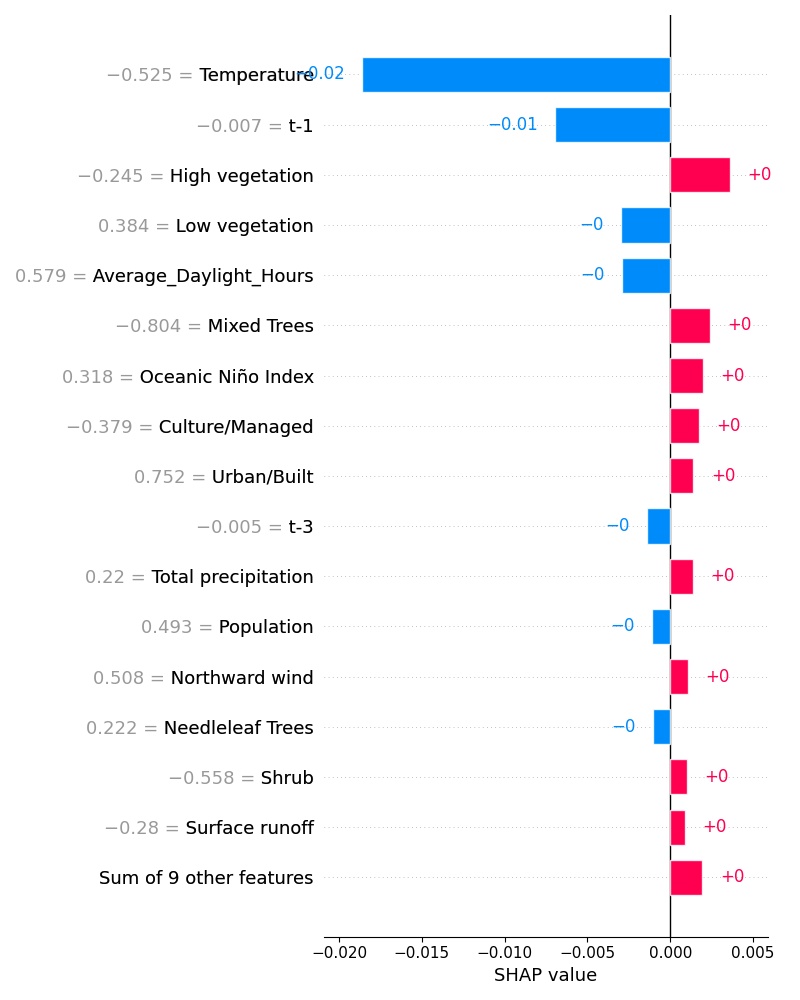 −0.525 = Temperature −0.02
−0.007 = t-1 −0.01
−0.245 = High vegetation +0
0.384 = Low vegetation −0
0.579 = Average_Daylight_Hours −0
−0.804 = Mixed Trees +0
0.318 = Oceanic Niño Index +0
−0.379 = Culture/Managed +0
0.752 = Urban/Built +0
−0.005 = t-3 −0
0.22 = Total precipitation +0
0.493 = Population −0
0.508 = Northward wind +0
0.222 = Needleleaf Trees −0
−0.558 = Shrub +0
−0.28 = Surface runoff +0
Sum of 9 other features +0
−0.020 −0.015 −0.010 −0.005 0.000 0.005
SHAP value